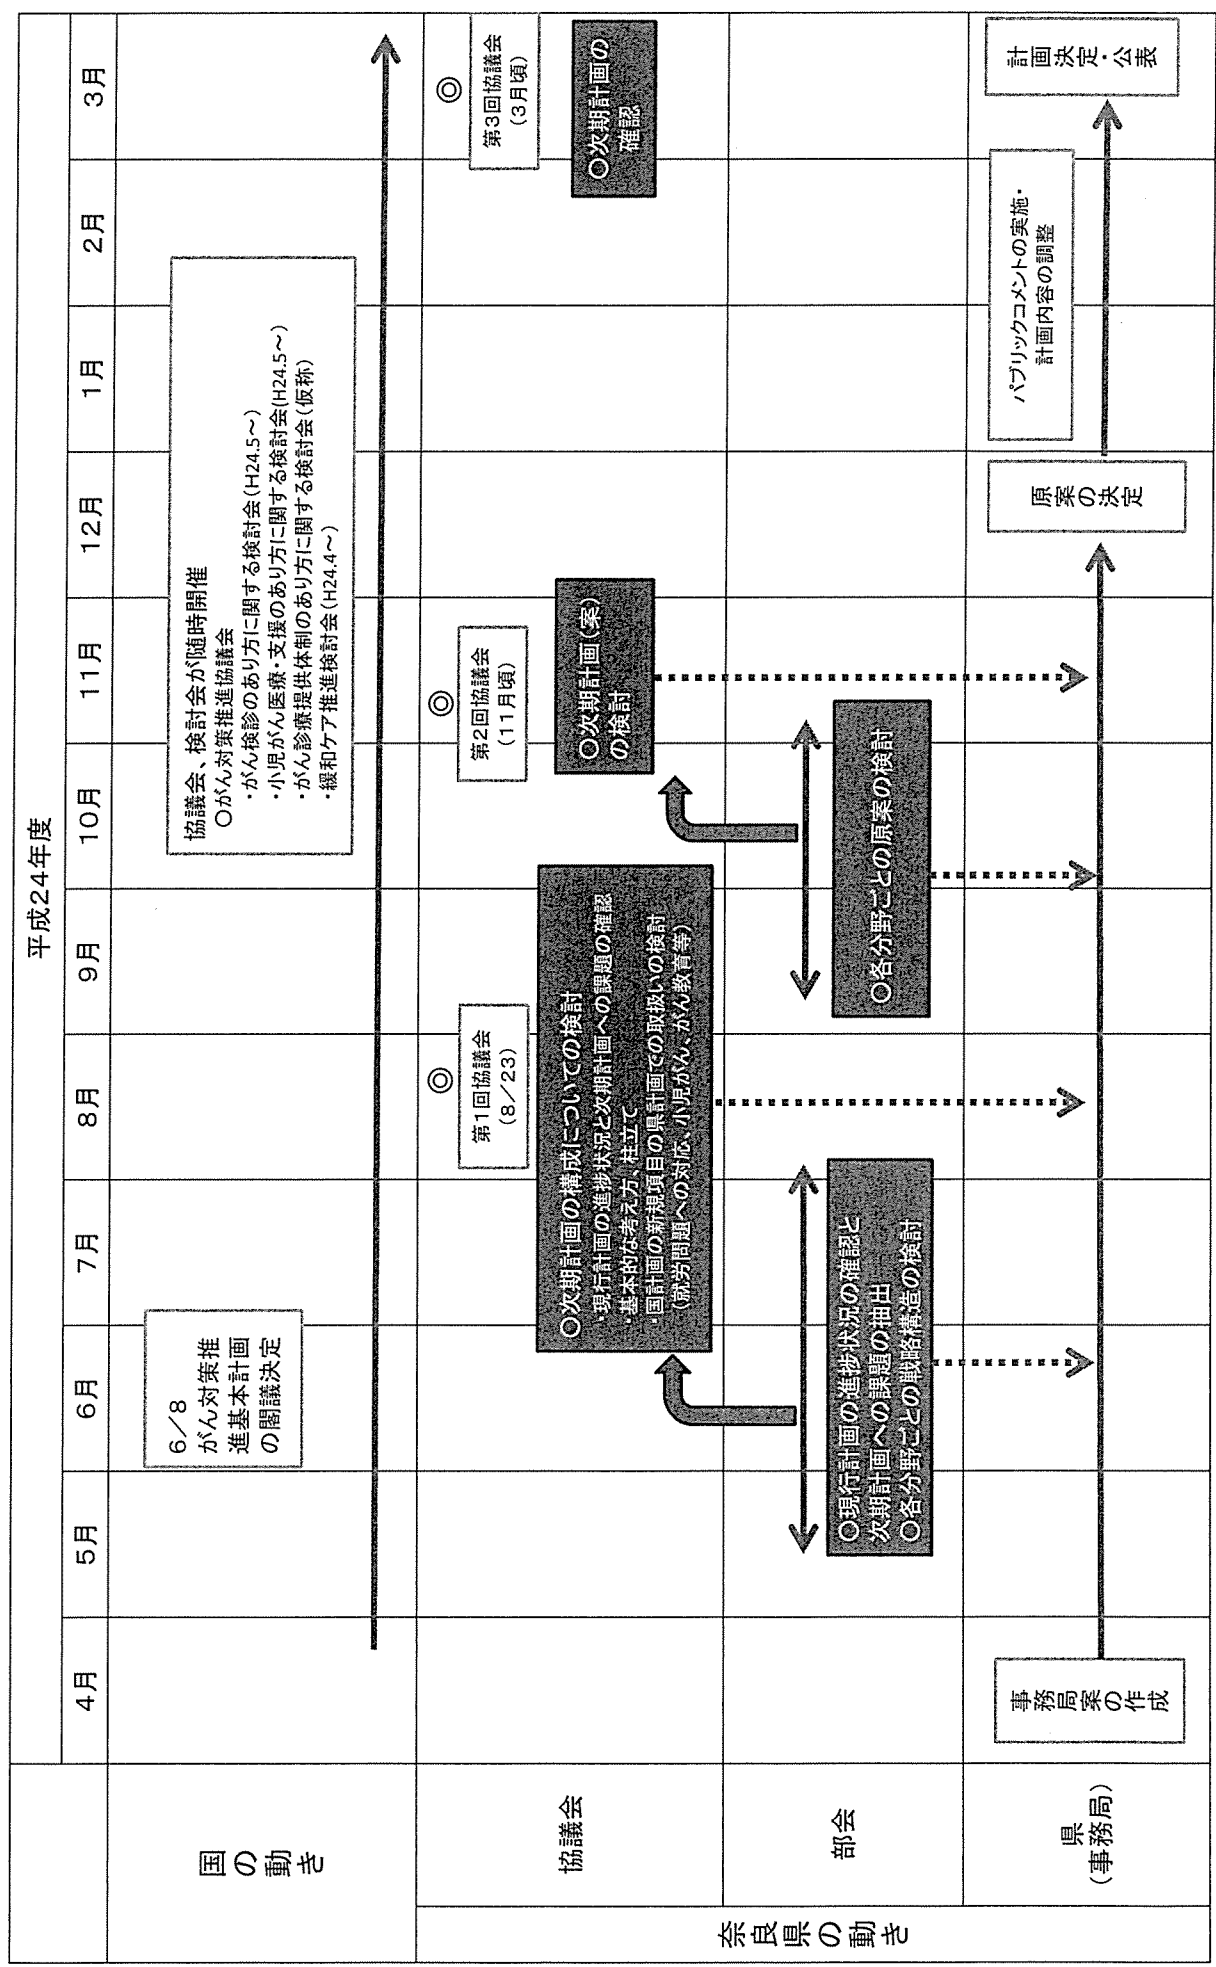 平成24年度
4月
5月
6月
7月
8月
9月
10月
11月
12月
1月
2月
3月
国の動き
6/8
がん対策推
進基本計画
の閣議決定
協議会、検討会が随時開催
○がん対策推進協議会
・がん検診のあり方に関する検討会(H24.5～)
・小児がん医療・支援のあり方に関する検討会(H24.5～)
・がん診療提供体制のあり方に関する検討会(仮称)
・緩和ケア推進検討会(H24.4～)
奈良県の動き
協議会
◎
第1回協議会
(8/23)
○次期計画の構成についての検討
・現行計画の進捗状況と次期計画への課題の確認
・基本的な考え方、柱立て
・国計画の新規項目の県計画での取扱いの検討
(就労問題への対応、小児がん、がん教育等)
◎
第2回協議会
(11月頃)
○次期計画(案)
の検討
◎
第3回協議会
(3月頃)
○次期計画の
確認
部会
○現行計画の進捗状況の確認と
次期計画への課題の抽出
○各分野ごとの戦略構造の検討
○各分野ごとの原案の検討
県
(事務局)
事務局案の作成
原案の決定
パブリックコメントの実施・
計画内容の調整
計画決定・公表